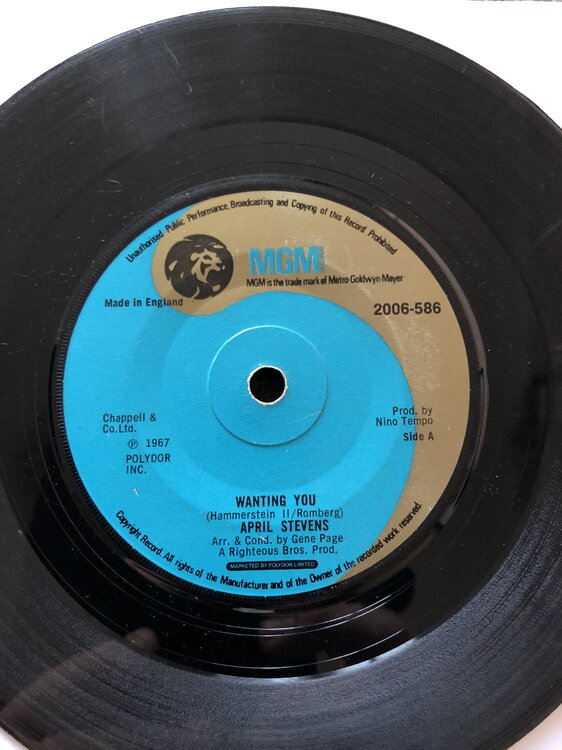 Unauthorised Public Performance, Broadcasting and Copying of this Record Prohibited
MGM
MGM is the trade mark of Metro-Goldwyn-Mayer
Made in England
2006-586
Chappell &
Co.Ltd.
℗ 1967
POLYDOR
INC.
Prod. by
Nino Tempo
Side A
WANTING YOU
(Hammerstein II/Romberg)
APRIL STEVENS
Arr. & Cond. by Gene Page
A Righteous Bros. Prod.
MARKETED BY POLYDOR LIMITED
Copyright Record All rights of the Manufacturer and of the Owner of the recorded work reserved.